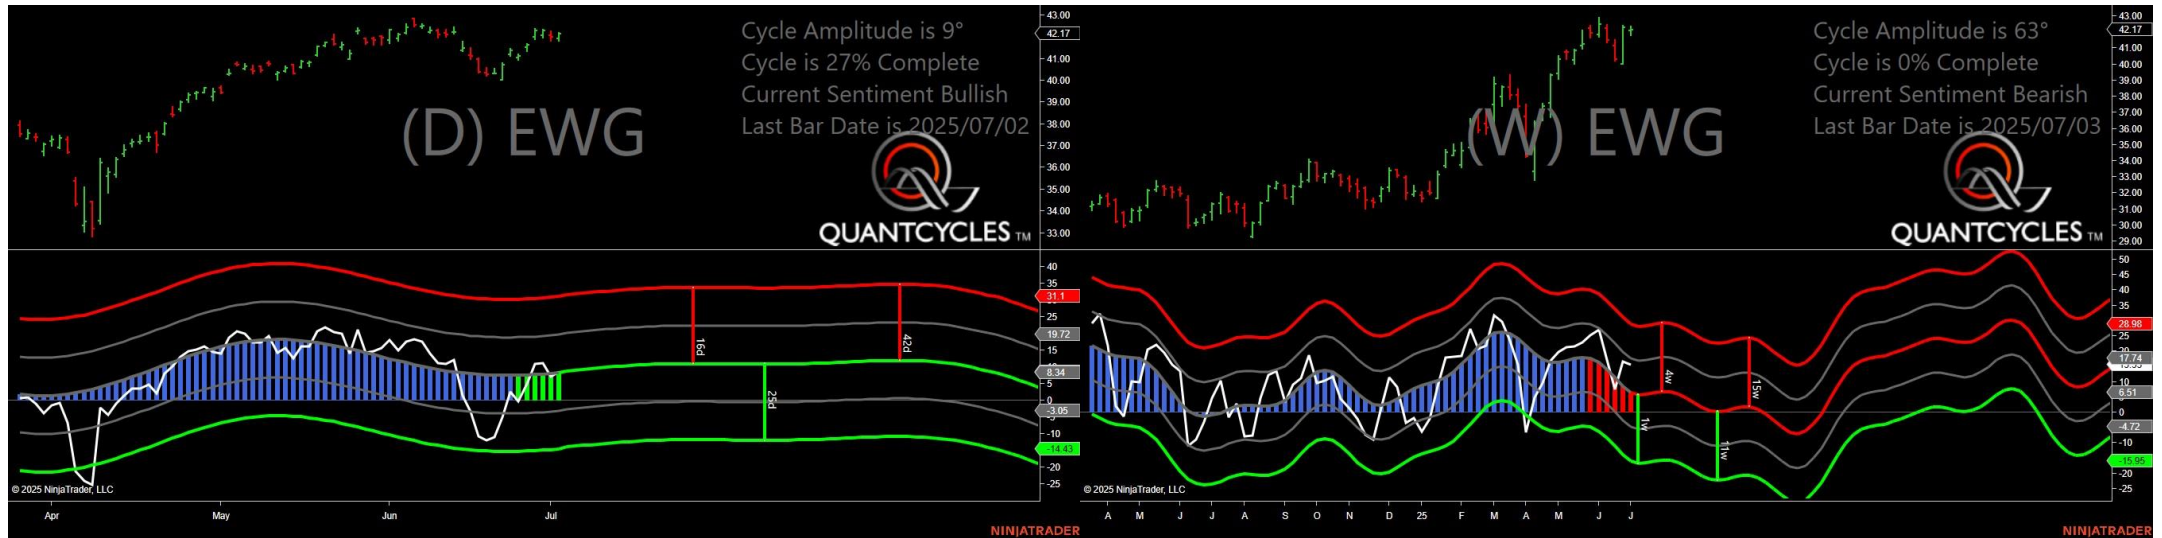 Cycle Amplitude is 9°
Cycle is 27% Complete
Current Sentiment Bullish
Last Bar Date is 2025/07/02
(D) EWG
QUANTCYCLES TM
43.00
42.17
41.00
40.00
39.00
38.00
37.00
36.00
35.00
34.00
33.00
40
35
31.1
25
19.72
15
8.34
5
0
-3.05
-10
-14.43
-20
-25
16d
25d
42d
© 2025 NinjaTrader, LLC
Apr May Jun Jul
NINJATRADER
Cycle Amplitude is 63°
Cycle is 0% Complete
Current Sentiment Bearish
Last Bar Date is 2025/07/03
(W) EWG
QUANTCYCLES TM
43.00
42.17
41.00
40.00
39.00
38.00
37.00
36.00
35.00
34.00
33.00
32.00
31.00
30.00
29.00
50
45
40
35
28.98
25
17.74
10
6.51
0
-4.72
-10
-15.95
-20
-25
1w
4w
11w
15w
© 2025 NinjaTrader, LLC
A M J J A S O N D 25 F M A M J J
NINJATRADER